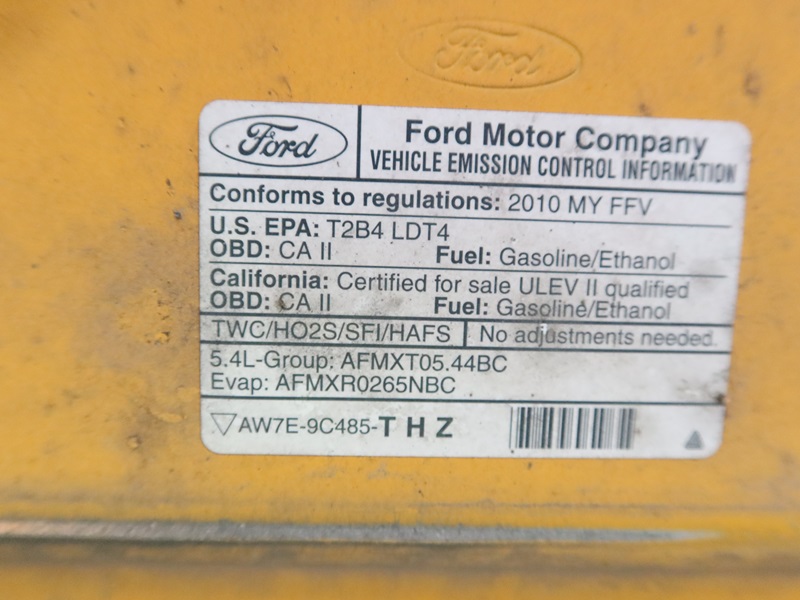 Ford
Ford
Ford Motor Company
VEHICLE EMISSION CONTROL INFORMATION
Conforms to regulations: 2010 MY FFV
U.S. EPA: T2B4 LDT4
OBD: CA II Fuel: Gasoline/Ethanol
California: Certified for sale ULEV II qualified
OBD: CA II Fuel: Gasoline/Ethanol
TWC/HO2S/SFI/HAFS No adjustments needed.
5.4L-Group: AFMXT05.44BC
Evap: AFMXR0265NBC
AW7E-9C485-THZ